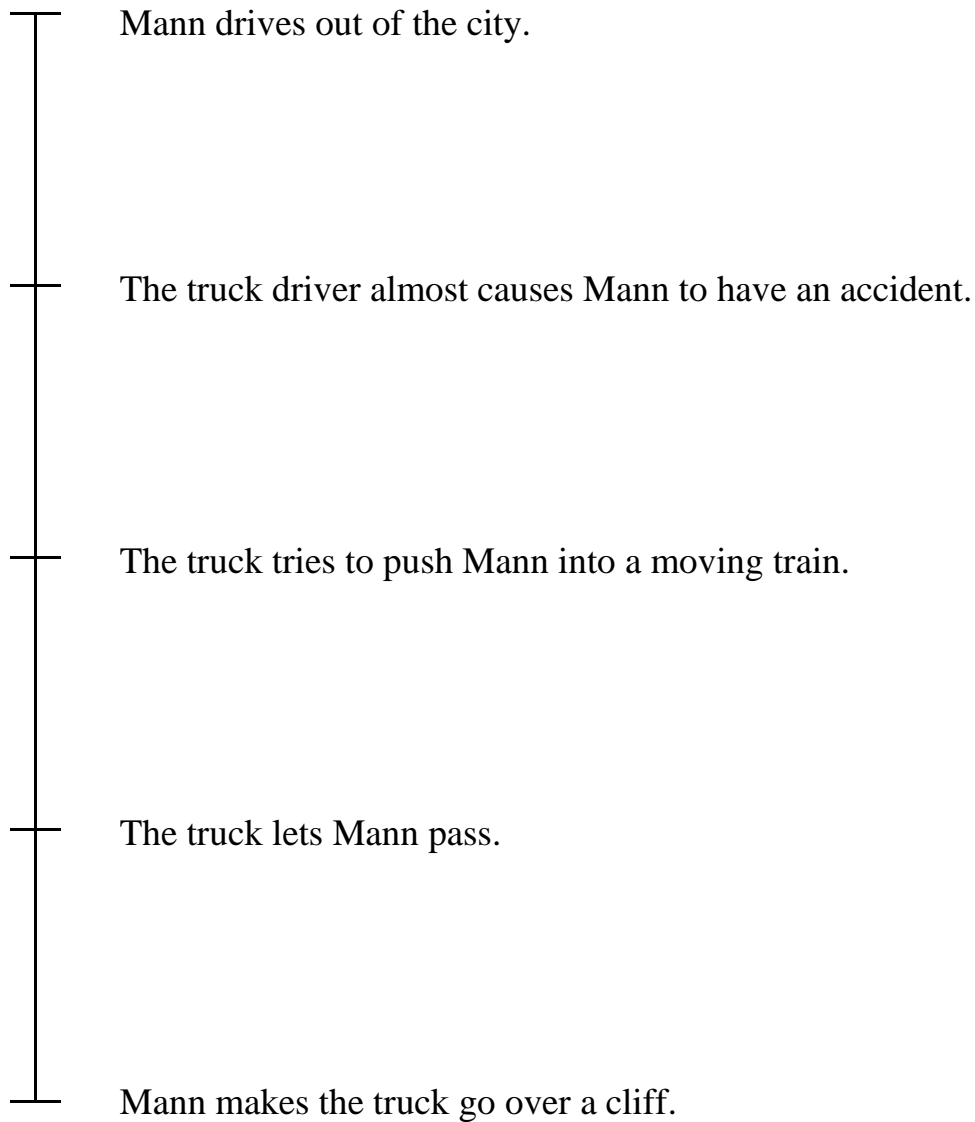 Mann drives out of the city.
The truck driver almost causes Mann to have an accident.
The truck tries to push Mann into a moving train.
The truck lets Mann pass.
Mann makes the truck go over a cliff.